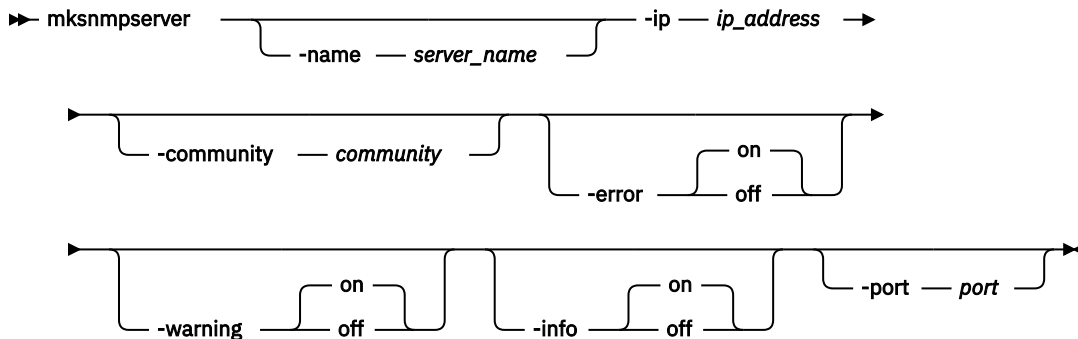 mksnmpserver -name server_name -ip ip_address
-community community -error on off
-warning on off -info on off -port port